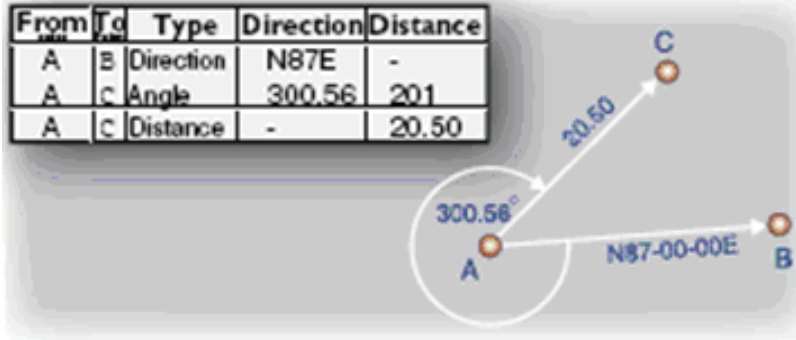 From To Type Direction Distance
A B Direction N87E -
A C Angle 300.56 201
A C Distance - 20.50
C
20.50
300.56°
A
N87-00-00E
B